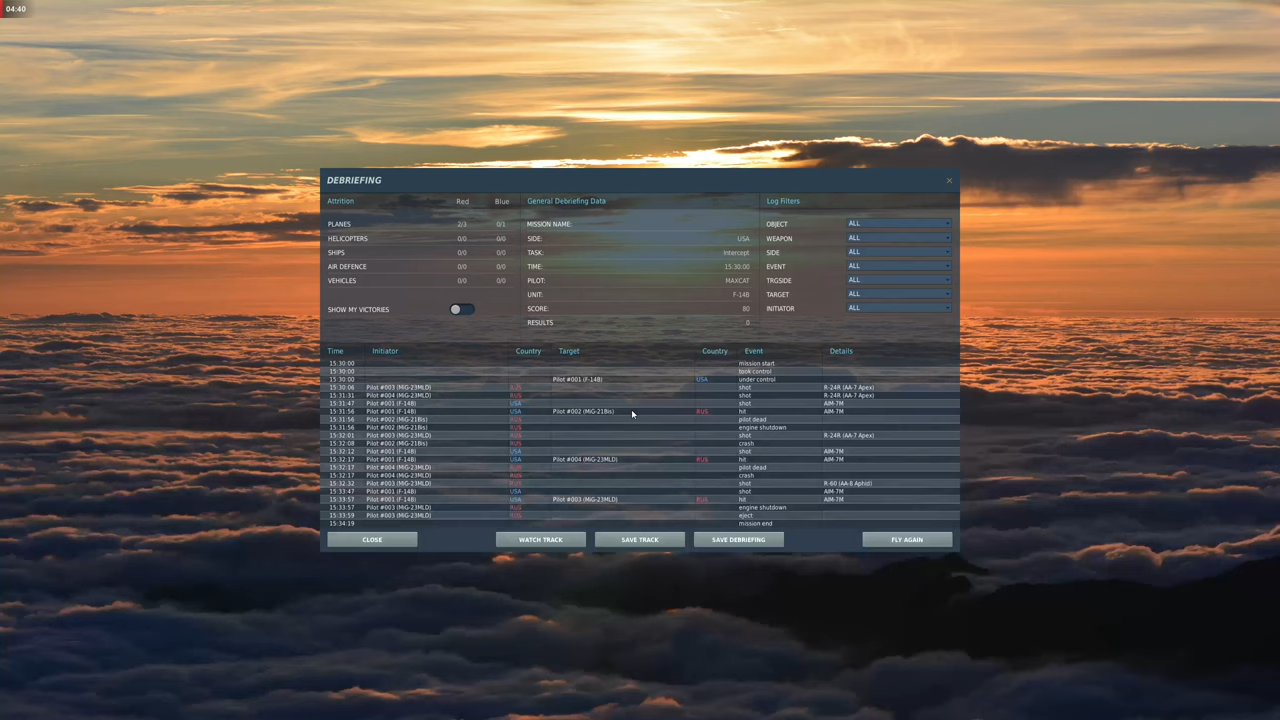 04:40
DEBRIEFING ×
Attrition Red Blue General Debriefing Data Log Filters
PLANES 2/3 0/1 MISSION NAME: OBJECT ALL
HELICOPTERS 0/0 0/0 SIDE: USA WEAPON ALL
SHIPS 0/0 0/0 TASK: Intercept SIDE ALL
AIR DEFENCE 0/0 0/0 TIME: 15:30:00 EVENT ALL
VEHICLES 0/0 0/0 PILOT: MAXCAT TRGSIDE ALL
UNIT: F-14B TARGET ALL
SHOW MY VICTORIES SCORE: 80 INITIATOR ALL
RESULTS 0
Time Initiator Country Target Country Event Details
15:30:00 mission start
15:30:00 took control
15:30:00 Pilot #001 (F-14B) USA under control
15:30:06 Pilot #003 (MiG-23MLD) RUS shot R-24R (AA-7 Apex)
15:31:31 Pilot #004 (MiG-23MLD) RUS shot R-24R (AA-7 Apex)
15:31:47 Pilot #001 (F-14B) USA shot AIM-7M
15:31:56 Pilot #001 (F-14B) USA Pilot #002 (MiG-21Bis) RUS hit AIM-7M
15:31:56 Pilot #002 (MiG-21Bis) RUS pilot dead
15:31:56 Pilot #002 (MiG-21Bis) RUS engine shutdown
15:32:01 Pilot #003 (MiG-23MLD) RUS shot R-24R (AA-7 Apex)
15:32:08 Pilot #002 (MiG-21Bis) RUS crash
15:32:12 Pilot #001 (F-14B) USA shot AIM-7M
15:32:17 Pilot #001 (F-14B) USA Pilot #004 (MiG-23MLD) RUS hit AIM-7M
15:32:17 Pilot #004 (MiG-23MLD) RUS pilot dead
15:32:17 Pilot #004 (MiG-23MLD) RUS crash
15:32:32 Pilot #003 (MiG-23MLD) RUS shot R-60 (AA-8 Aphid)
15:33:47 Pilot #001 (F-14B) USA shot AIM-7M
15:33:57 Pilot #001 (F-14B) USA Pilot #003 (MiG-23MLD) RUS hit AIM-7M
15:33:57 Pilot #003 (MiG-23MLD) RUS engine shutdown
15:33:59 Pilot #003 (MiG-23MLD) RUS eject
15:34:19 mission end
CLOSE WATCH TRACK SAVE TRACK SAVE DEBRIEFING FLY AGAIN